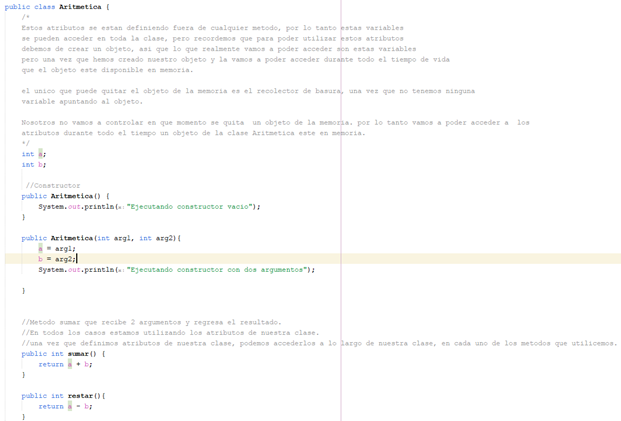 public class Aritmetica {
/*
Estos atributos se estan definiendo fuera de cualquier metodo, por lo tanto estas variables
se pueden acceder en toda la clase, pero recordemos que para poder utilizar estos atributos
debemos de crear un objeto, asi que lo que realmente vamos a poder acceder son estas variables
pero una vez que hemos creado nuestro objeto y la vamos a poder acceder durante todo el tiempo de vida
que el objeto este disponible en memoria.
el unico que puede quitar el objeto de la memoria es el recolector de basura, una vez que no tenemos ninguna
variable apuntando al objeto.
Nosotros no vamos a controlar en que momento se quita un objeto de la memoria. por lo tanto vamos a poder acceder a los
atributos durante todo el tiempo un objeto de la clase Aritmetica este en memoria.
*/
int a;
int b;
//Constructor
public Aritmetica() {
System.out.println(x: "Ejecutando constructor vacio");
}
public Aritmetica(int arg1, int arg2){
a = arg1;
b = arg2;
System.out.println(x: "Ejecutando constructor con dos argumentos");
}
//Metodo sumar que recibe 2 argumentos y regresa el resultado.
//En todos los casos estamos utilizando los atributos de nuestra clase.
//una vez que definimos atributos de nuestra clase, podemos accederlos a lo largo de nuestra clase, en cada uno de los metodos que utilicemos.
public int sumar() {
return a + b;
}
public int restar(){
return a - b;
}